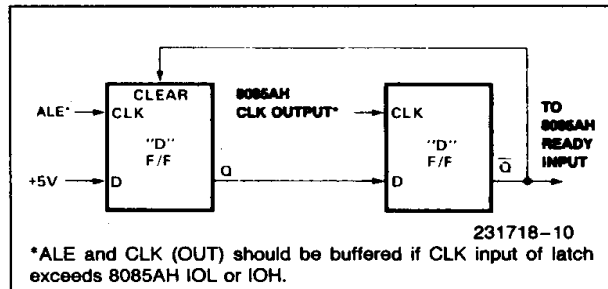 CLEAR
8085AH
TO
ALE*
CLK
CLK OUTPUT*
CLK
8085AH
"D"
"D"
READY
F/F
F/F
INPUT
+5V
D
Q
D
Q̅
231718–10
*ALE and CLK (OUT) should be buffered if CLK input of latch
exceeds 8085AH IOL or IOH.